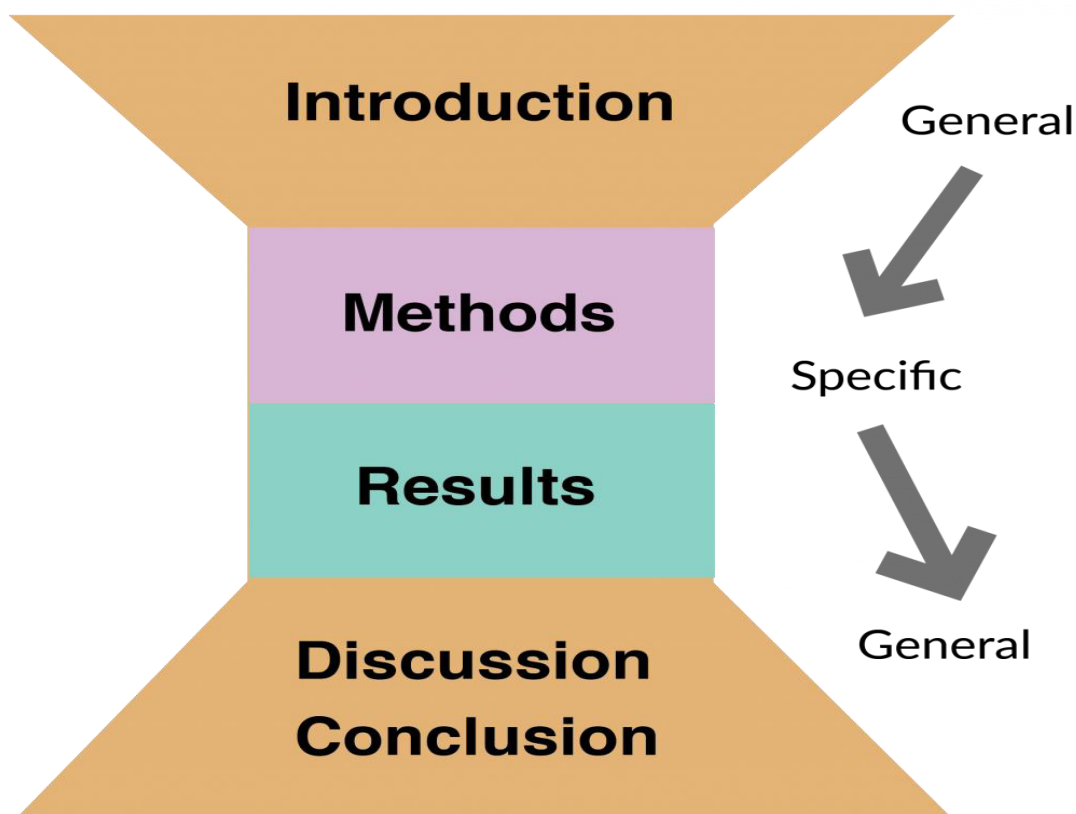 Introduction
General
Methods
Specific
Results
General
Discussion
Conclusion